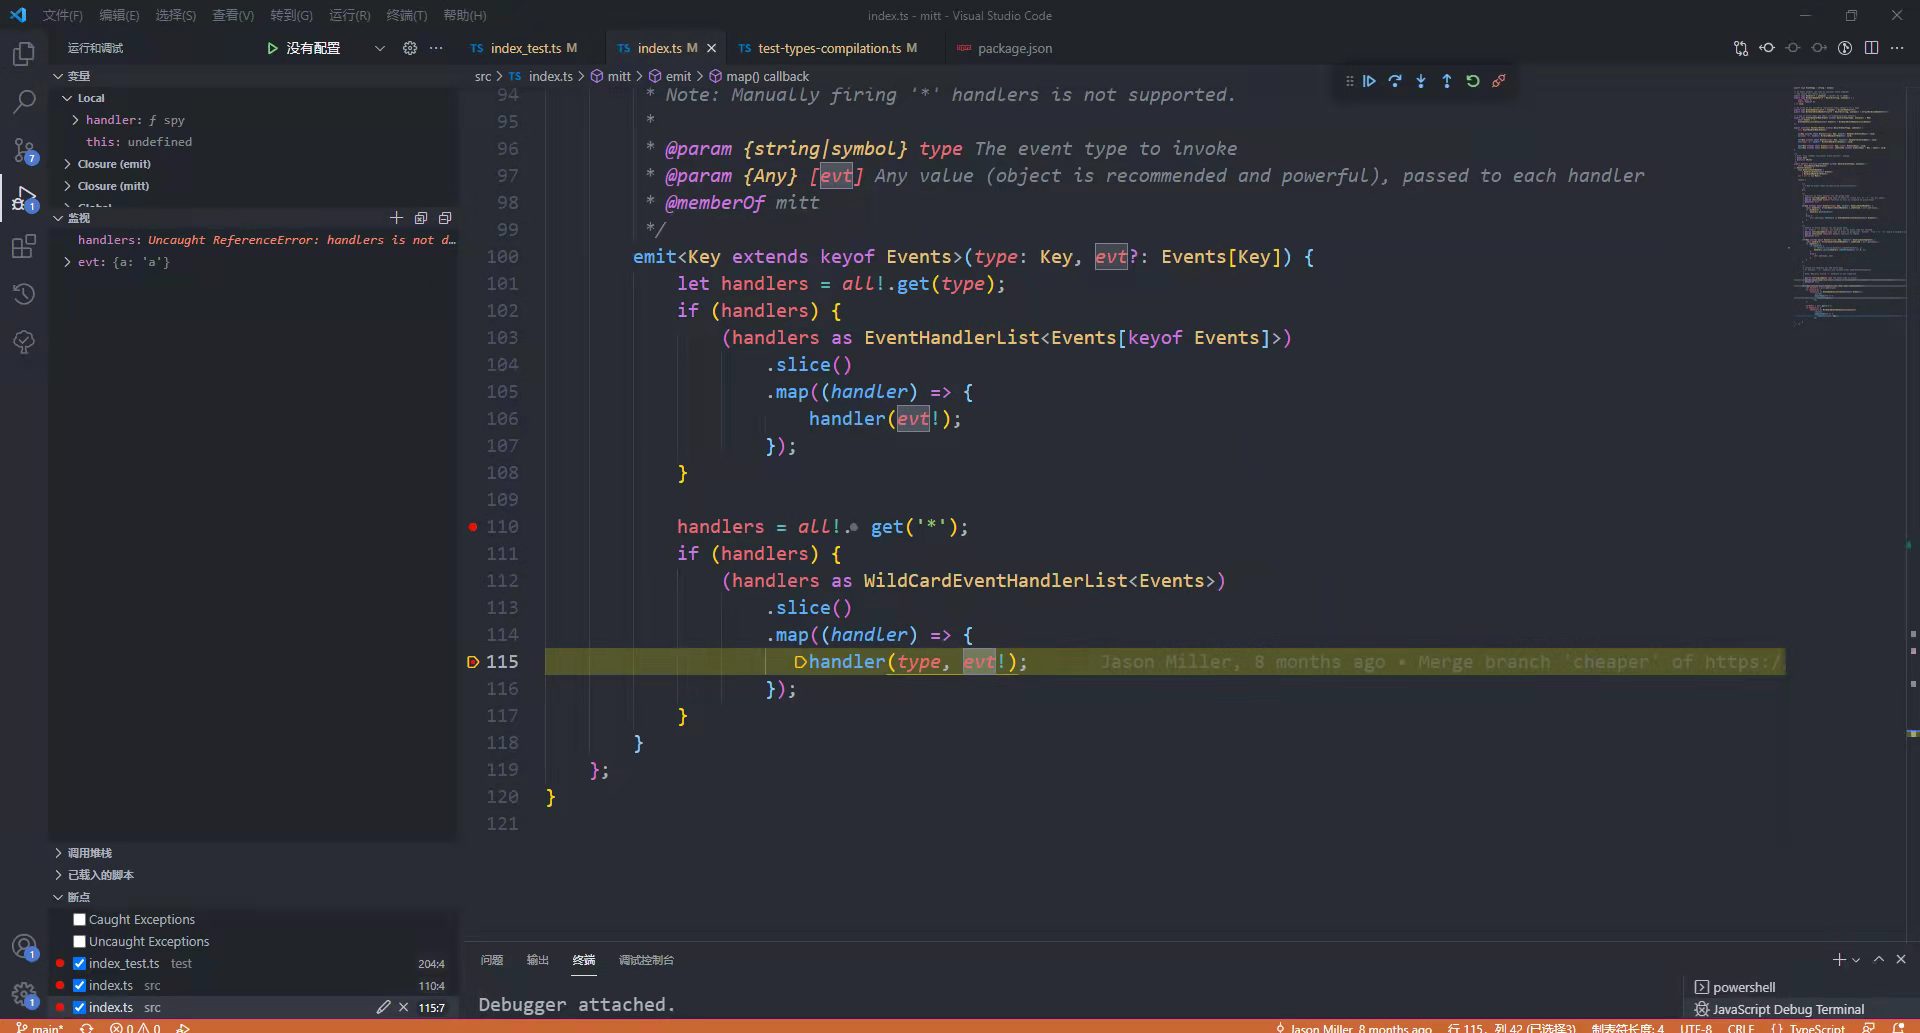 文件(F) 编辑(E) 选择(S) 查看(V) 转到(G) 运行(R) 终端(T) 帮助(H)
index.ts - mitt - Visual Studio Code
运行和调试
没有配置
TS index_test.ts M
TS index.ts M
TS test-types-compilation.ts M
package.json
变量
Local
handler: ƒ spy
this: undefined
Closure (emit)
Closure (mitt)
Global
监视
handlers: Uncaught ReferenceError: handlers is not d…
evt: {a: 'a'}
src > TS index.ts > mitt > emit > map() callback
94 * Note: Manually firing '*' handlers is not supported.
95 *
96 * @param {string|symbol} type The event type to invoke
97 * @param {Any} [evt] Any value (object is recommended and powerful), passed to each handler
98 * @memberOf mitt
99 */
100 emit<Key extends keyof Events>(type: Key, evt?: Events[Key]) {
101 let handlers = all!.get(type);
102 if (handlers) {
103 (handlers as EventHandlerList<Events[keyof Events]>)
104 .slice()
105 .map((handler) => {
106 handler(evt!);
107 });
108 }
109
110 handlers = all!. get('*');
111 if (handlers) {
112 (handlers as WildCardEventHandlerList<Events>)
113 .slice()
114 .map((handler) => {
115 handler(type, evt!); Jason Miller, 8 months ago • Merge branch 'cheaper' of https:/
116 });
117 }
118 }
119 };
120 }
121
调用堆栈
已载入的脚本
断点
Caught Exceptions
Uncaught Exceptions
index_test.ts test 204:4
index.ts src 110:4
index.ts src 115:7
7
1
1
1
问题 输出 终端 调试控制台
Debugger attached.
powershell
JavaScript Debug Terminal
main* 0 0
Jason Miller, 8 months ago 行 115, 列 42 (已选择3) 制表符长度: 4 UTF-8 CRLF {} TypeScript